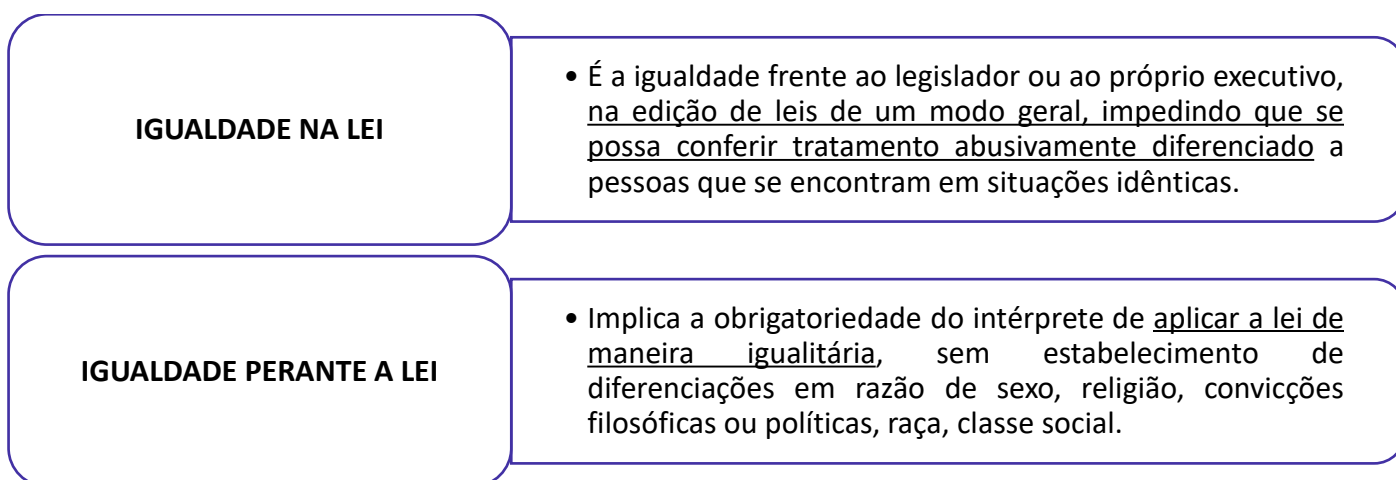 IGUALDADE NA LEI
• É a igualdade frente ao legislador ou ao próprio executivo,
na edição de leis de um modo geral, impedindo que se
possa conferir tratamento abusivamente diferenciado a
pessoas que se encontram em situações idênticas.
IGUALDADE PERANTE A LEI
• Implica a obrigatoriedade do intérprete de aplicar a lei de
maneira igualitária, sem estabelecimento de
diferenciações em razão de sexo, religião, convicções
filosóficas ou políticas, raça, classe social.